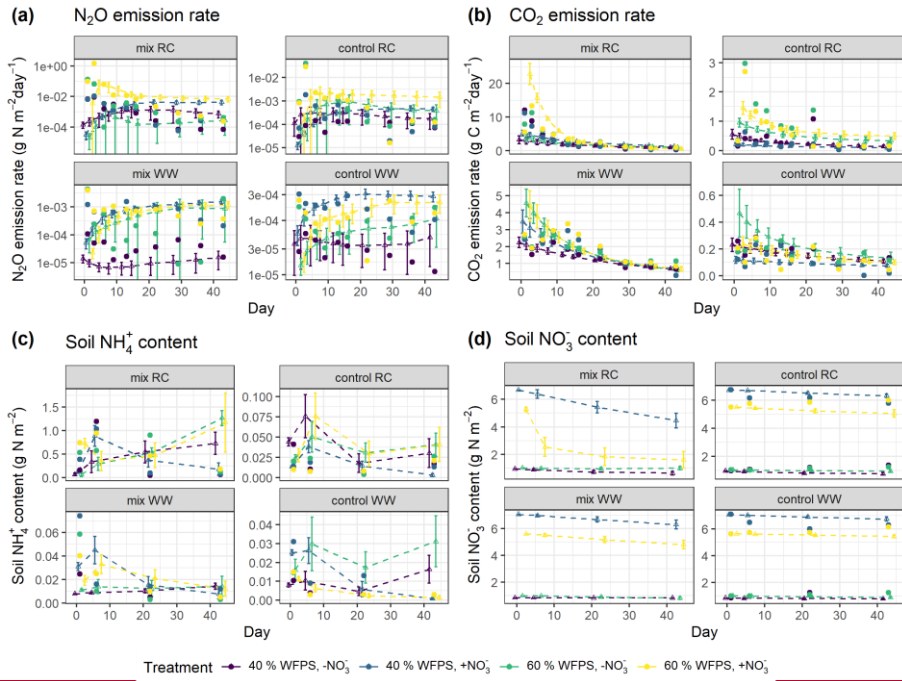 (a) N₂O emission rate
mix RC
control RC
1e+00
1e-02
1e-04
1e-02
1e-03
1e-04
1e-05
mix WW
control WW
1e-03
1e-04
1e-05
3e-04
1e-04
3e-05
1e-05
0 10 20 30 40
0 10 20 30 40
N₂O emission rate (g N m⁻²day⁻¹)
Day
(b) CO₂ emission rate
mix RC
control RC
20
10
0
3
2
1
0
mix WW
control WW
5
4
3
2
1
0.6
0.4
0.2
0.0
0 10 20 30 40
0 10 20 30 40
CO₂ emission rate (g C m⁻²day⁻¹)
Day
(c) Soil NH₄⁺ content
mix RC
control RC
1.5
1.0
0.5
0.0
0.100
0.075
0.050
0.025
0.000
mix WW
control WW
0.06
0.04
0.02
0.00
0.04
0.03
0.02
0.01
0.00
0 10 20 30 40
0 10 20 30 40
Soil NH₄⁺ content (g N m⁻²)
Day
(d) Soil NO₃⁻ content
mix RC
control RC
6
4
2
6
4
2
mix WW
control WW
6
4
2
6
4
2
0 10 20 30 40
0 10 20 30 40
Soil NO₃⁻ content (g N m⁻²)
Day
Treatment 40 % WFPS, -NO₃⁻ 40 % WFPS, +NO₃⁻ 60 % WFPS, -NO₃⁻ 60 % WFPS, +NO₃⁻